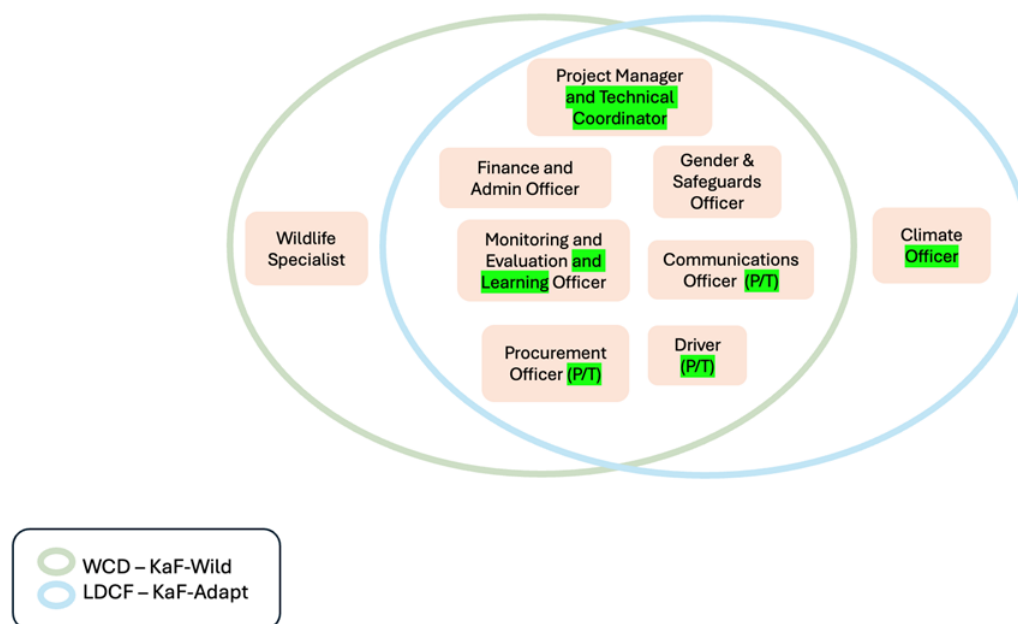 Project Manager
and Technical
Coordinator
Finance and
Admin Officer
Gender &
Safeguards
Officer
Wildlife
Specialist
Monitoring and
Evaluation and
Learning Officer
Communications
Officer (P/T)
Climate
Officer
Procurement
Officer (P/T)
Driver
(P/T)
WCD – KaF-Wild
LDCF – KaF-Adapt